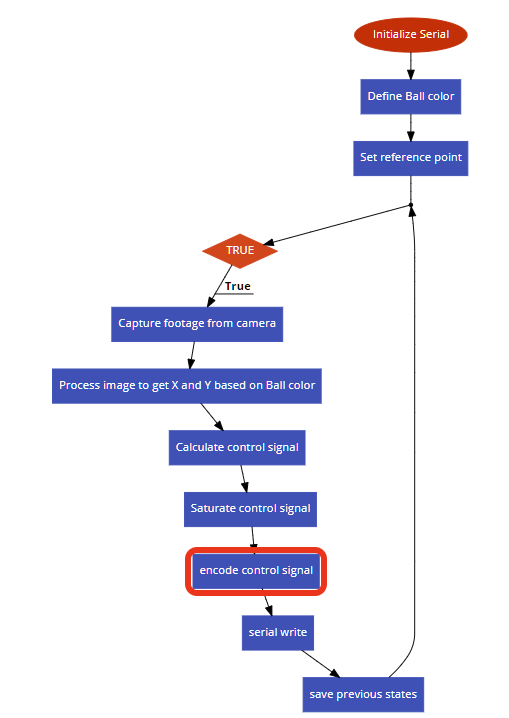 Initialize Serial
Define Ball color
Set reference point
TRUE
True
Capture footage from camera
Process image to get X and Y based on Ball color
Calculate control signal
Saturate control signal
encode control signal
serial write
save previous states